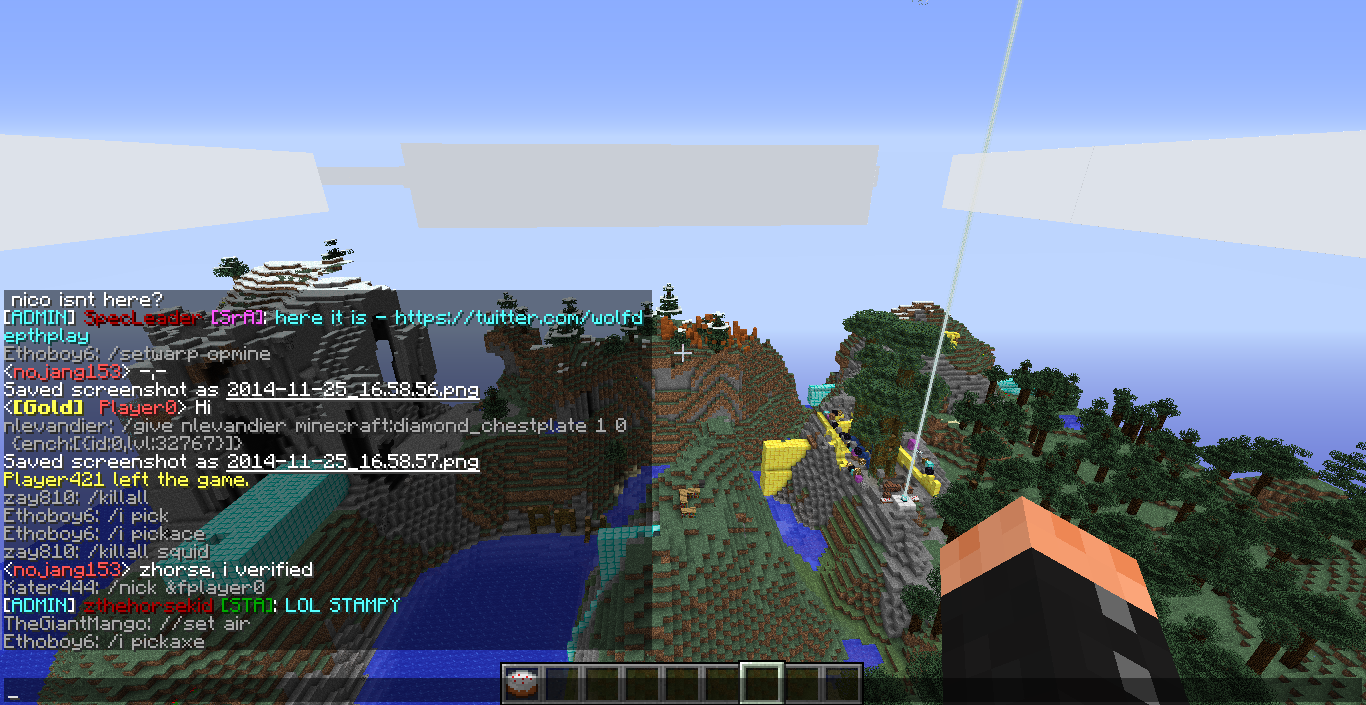 nico isnt here?
[ADMIN] SpecLeader [SrA]: here it is - https://twitter.com/wolfd
epthplay
Ethoboy6: /setwarp opmine
<nojang153> -.-
Saved screenshot as 2014-11-25_16.58.56.png
<[Gold] Player0> Hi
nlevandier: /give nlevandier minecraft:diamond_chestplate 1 0
{ench:[{id:0,lvl:32767}]}
Saved screenshot as 2014-11-25_16.58.57.png
Player421 left the game.
zay810: /killall
Ethoboy6: /i pick
Ethoboy6: /i pickace
zay810: /killall squid
<nojang153> zhorse, i verified
Kater444: /nick &fplayer0
[ADMIN] zthehorsekid [STA]: LOL STAMPY
TheGiantMango: //set air
Ethoboy6: /i pickaxe
_